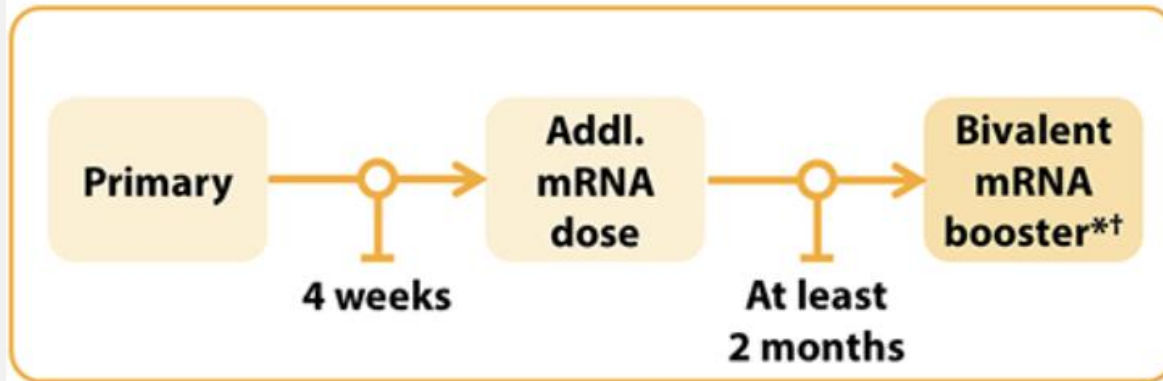 Primary
4 weeks
Addl.
mRNA
dose
At least
2 months
Bivalent
mRNA
booster*†